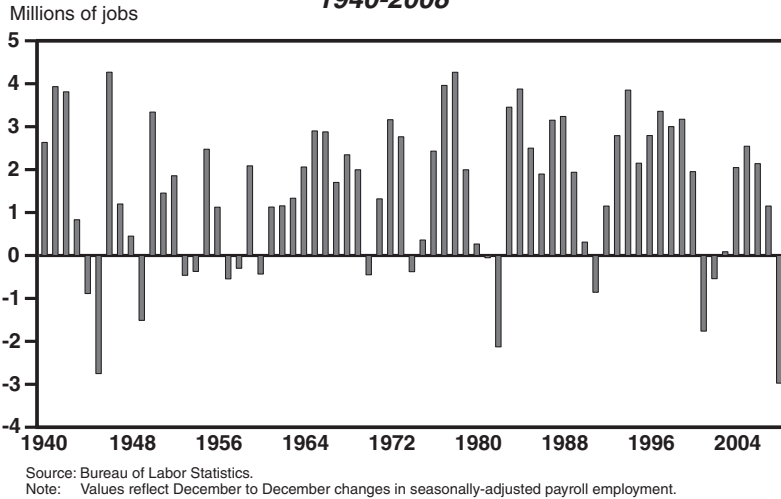 1940-2008
Millions of jobs
5
4
3
2
1
0
-1
-2
-3
-4
1940 1948 1956 1964 1972 1980 1988 1996 2004
Source: Bureau of Labor Statistics.
Note: Values reflect December to December changes in seasonally-adjusted payroll employment.